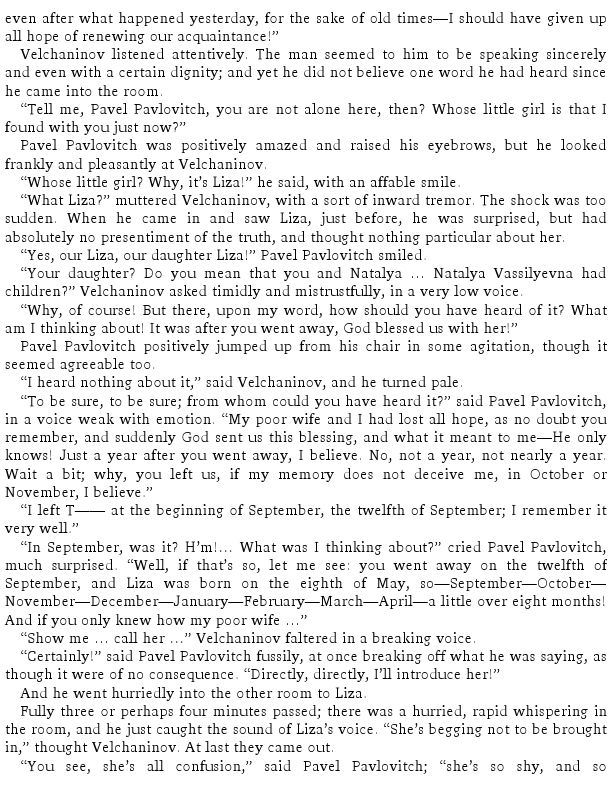 even after what happened yesterday, for the sake of old times—I should have given up
all hope of renewing our acquaintance!”
Velchaninov listened attentively. The man seemed to him to be speaking sincerely
and even with a certain dignity; and yet he did not believe one word he had heard since
he came into the room.
“Tell me, Pavel Pavlovitch, you are not alone here, then? Whose little girl is that I
found with you just now?”
Pavel Pavlovitch was positively amazed and raised his eyebrows, but he looked
frankly and pleasantly at Velchaninov.
“Whose little girl? Why, it’s Liza!” he said, with an affable smile.
“What Liza?” muttered Velchaninov, with a sort of inward tremor. The shock was too
sudden. When he came in and saw Liza, just before, he was surprised, but had
absolutely no presentiment of the truth, and thought nothing particular about her.
“Yes, our Liza, our daughter Liza!” Pavel Pavlovitch smiled.
“Your daughter? Do you mean that you and Natalya … Natalya Vassilyevna had
children?” Velchaninov asked timidly and mistrustfully, in a very low voice.
“Why, of course! But there, upon my word, how should you have heard of it? What
am I thinking about! It was after you went away, God blessed us with her!”
Pavel Pavlovitch positively jumped up from his chair in some agitation, though it
seemed agreeable too.
“I heard nothing about it,” said Velchaninov, and he turned pale.
“To be sure, to be sure; from whom could you have heard it?” said Pavel Pavlovitch,
in a voice weak with emotion. “My poor wife and I had lost all hope, as no doubt you
remember, and suddenly God sent us this blessing, and what it meant to me—He only
knows! Just a year after you went away, I believe. No, not a year, not nearly a year.
Wait a bit; why, you left us, if my memory does not deceive me, in October or
November, I believe.”
“I left T—— at the beginning of September, the twelfth of September; I remember it
very well.”
“In September, was it? H’m!… What was I thinking about?” cried Pavel Pavlovitch,
much surprised. “Well, if that’s so, let me see: you went away on the twelfth of
September, and Liza was born on the eighth of May, so—September—October—
November—December—January—February—March—April—a little over eight months!
And if you only knew how my poor wife …”
“Show me … call her …” Velchaninov faltered in a breaking voice.
“Certainly!” said Pavel Pavlovitch fussily, at once breaking off what he was saying, as
though it were of no consequence. “Directly, directly, I’ll introduce her!”
And he went hurriedly into the other room to Liza.
Fully three or perhaps four minutes passed; there was a hurried, rapid whispering in
the room, and he just caught the sound of Liza’s voice. “She’s begging not to be brought
in,” thought Velchaninov. At last they came out.
“You see, she’s all confusion,” said Pavel Pavlovitch; “she’s so shy, and so